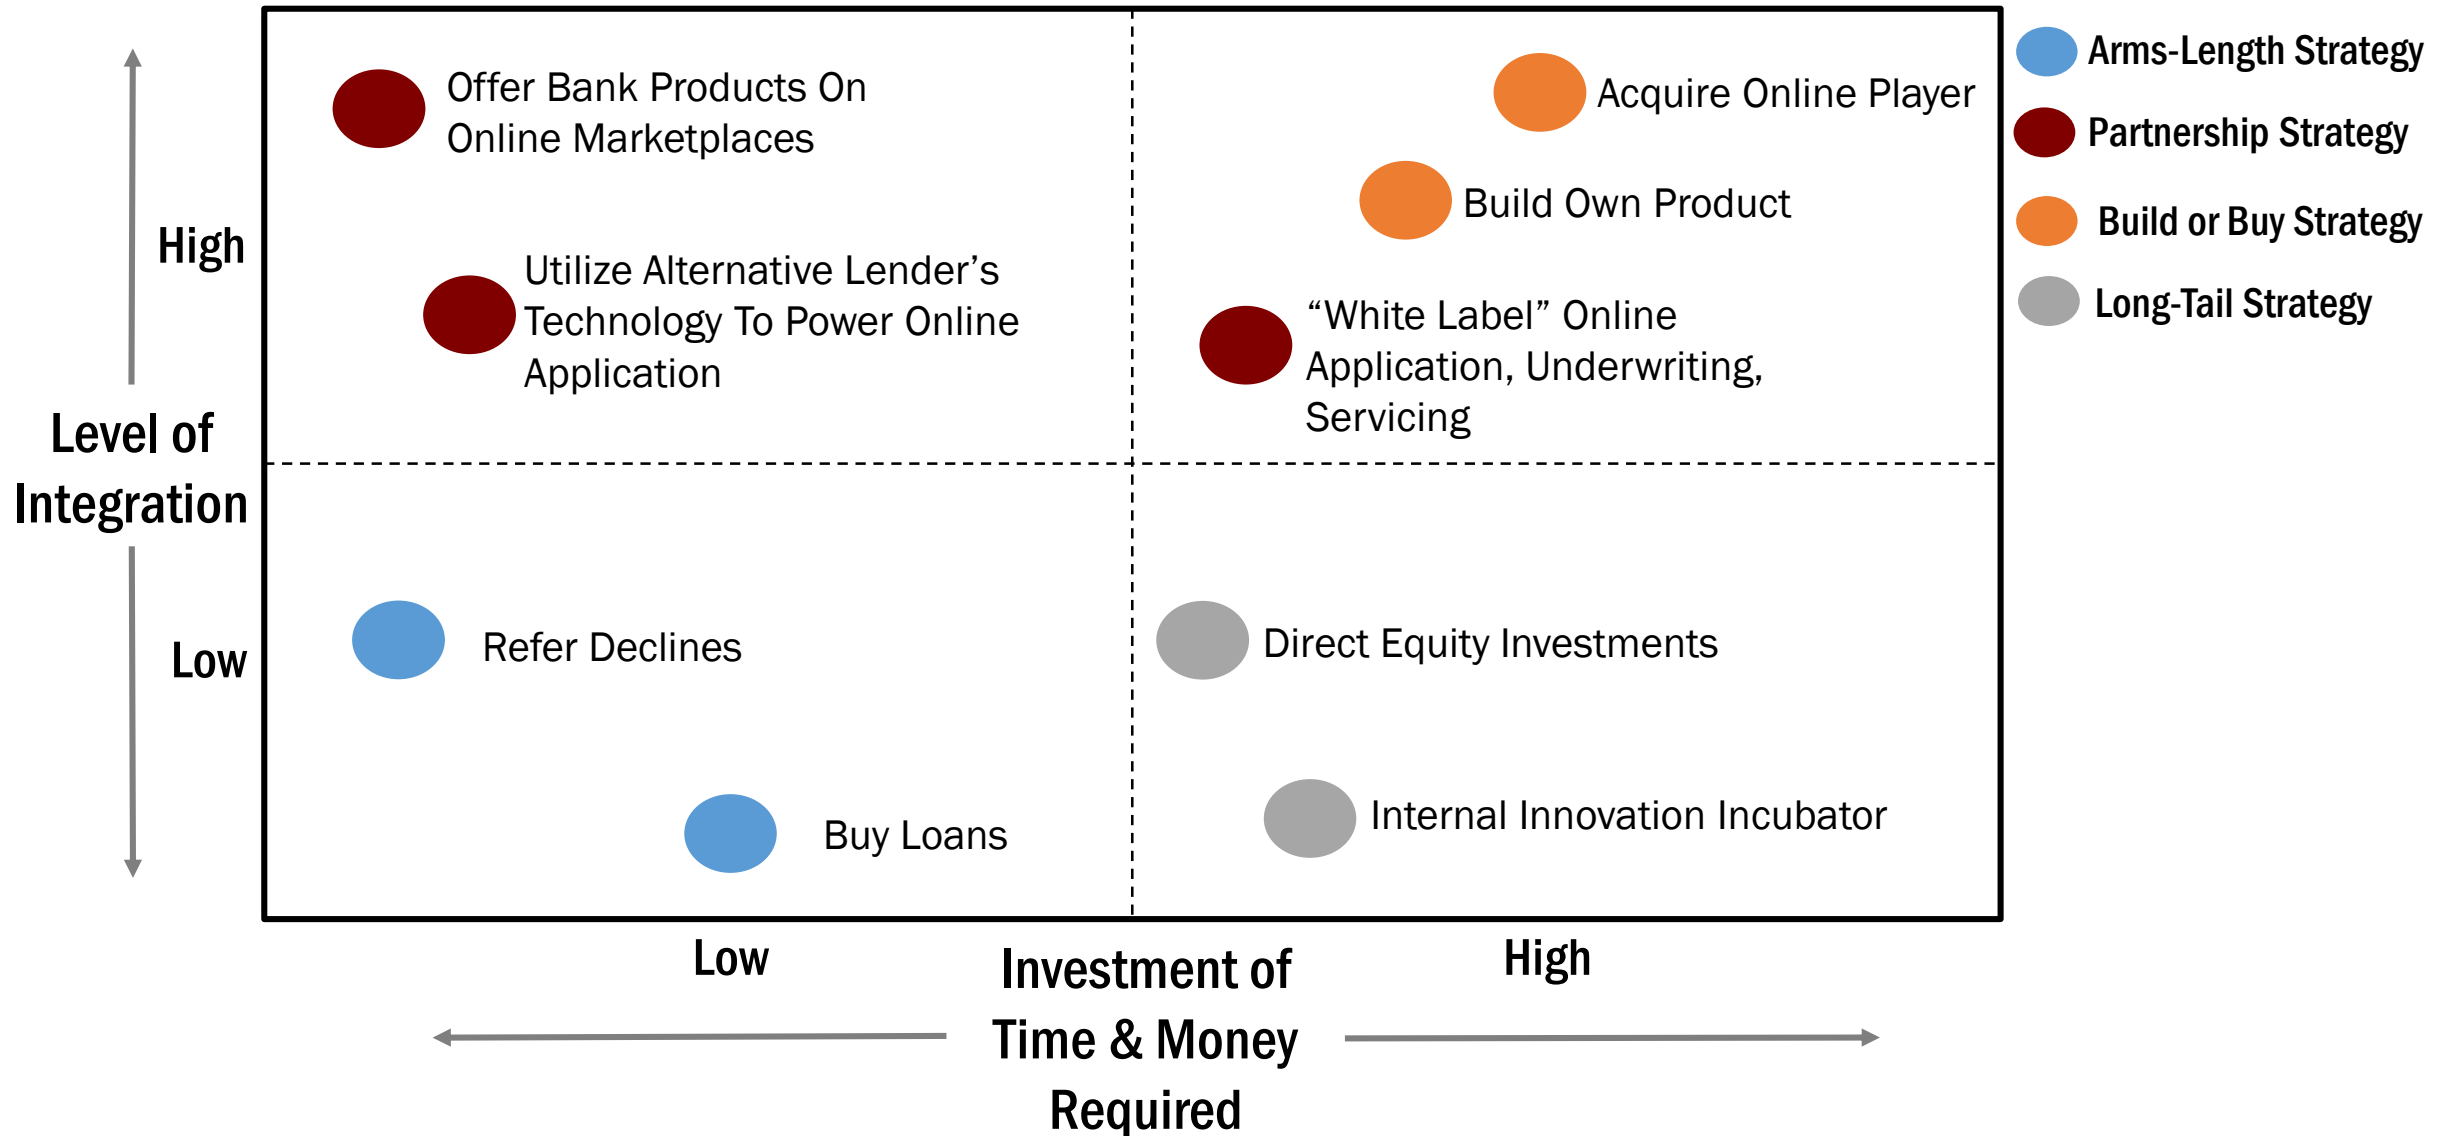 Offer Bank Products On
Online Marketplaces
Utilize Alternative Lender’s
Technology To Power Online
Application
Acquire Online Player
Build Own Product
“White Label” Online
Application, Underwriting,
Servicing
Arms-Length Strategy
Partnership Strategy
Build or Buy Strategy
Long-Tail Strategy
High
Level of
Integration
Low
Refer Declines
Buy Loans
Direct Equity Investments
Internal Innovation Incubator
Low
Investment of
Time & Money
Required
High